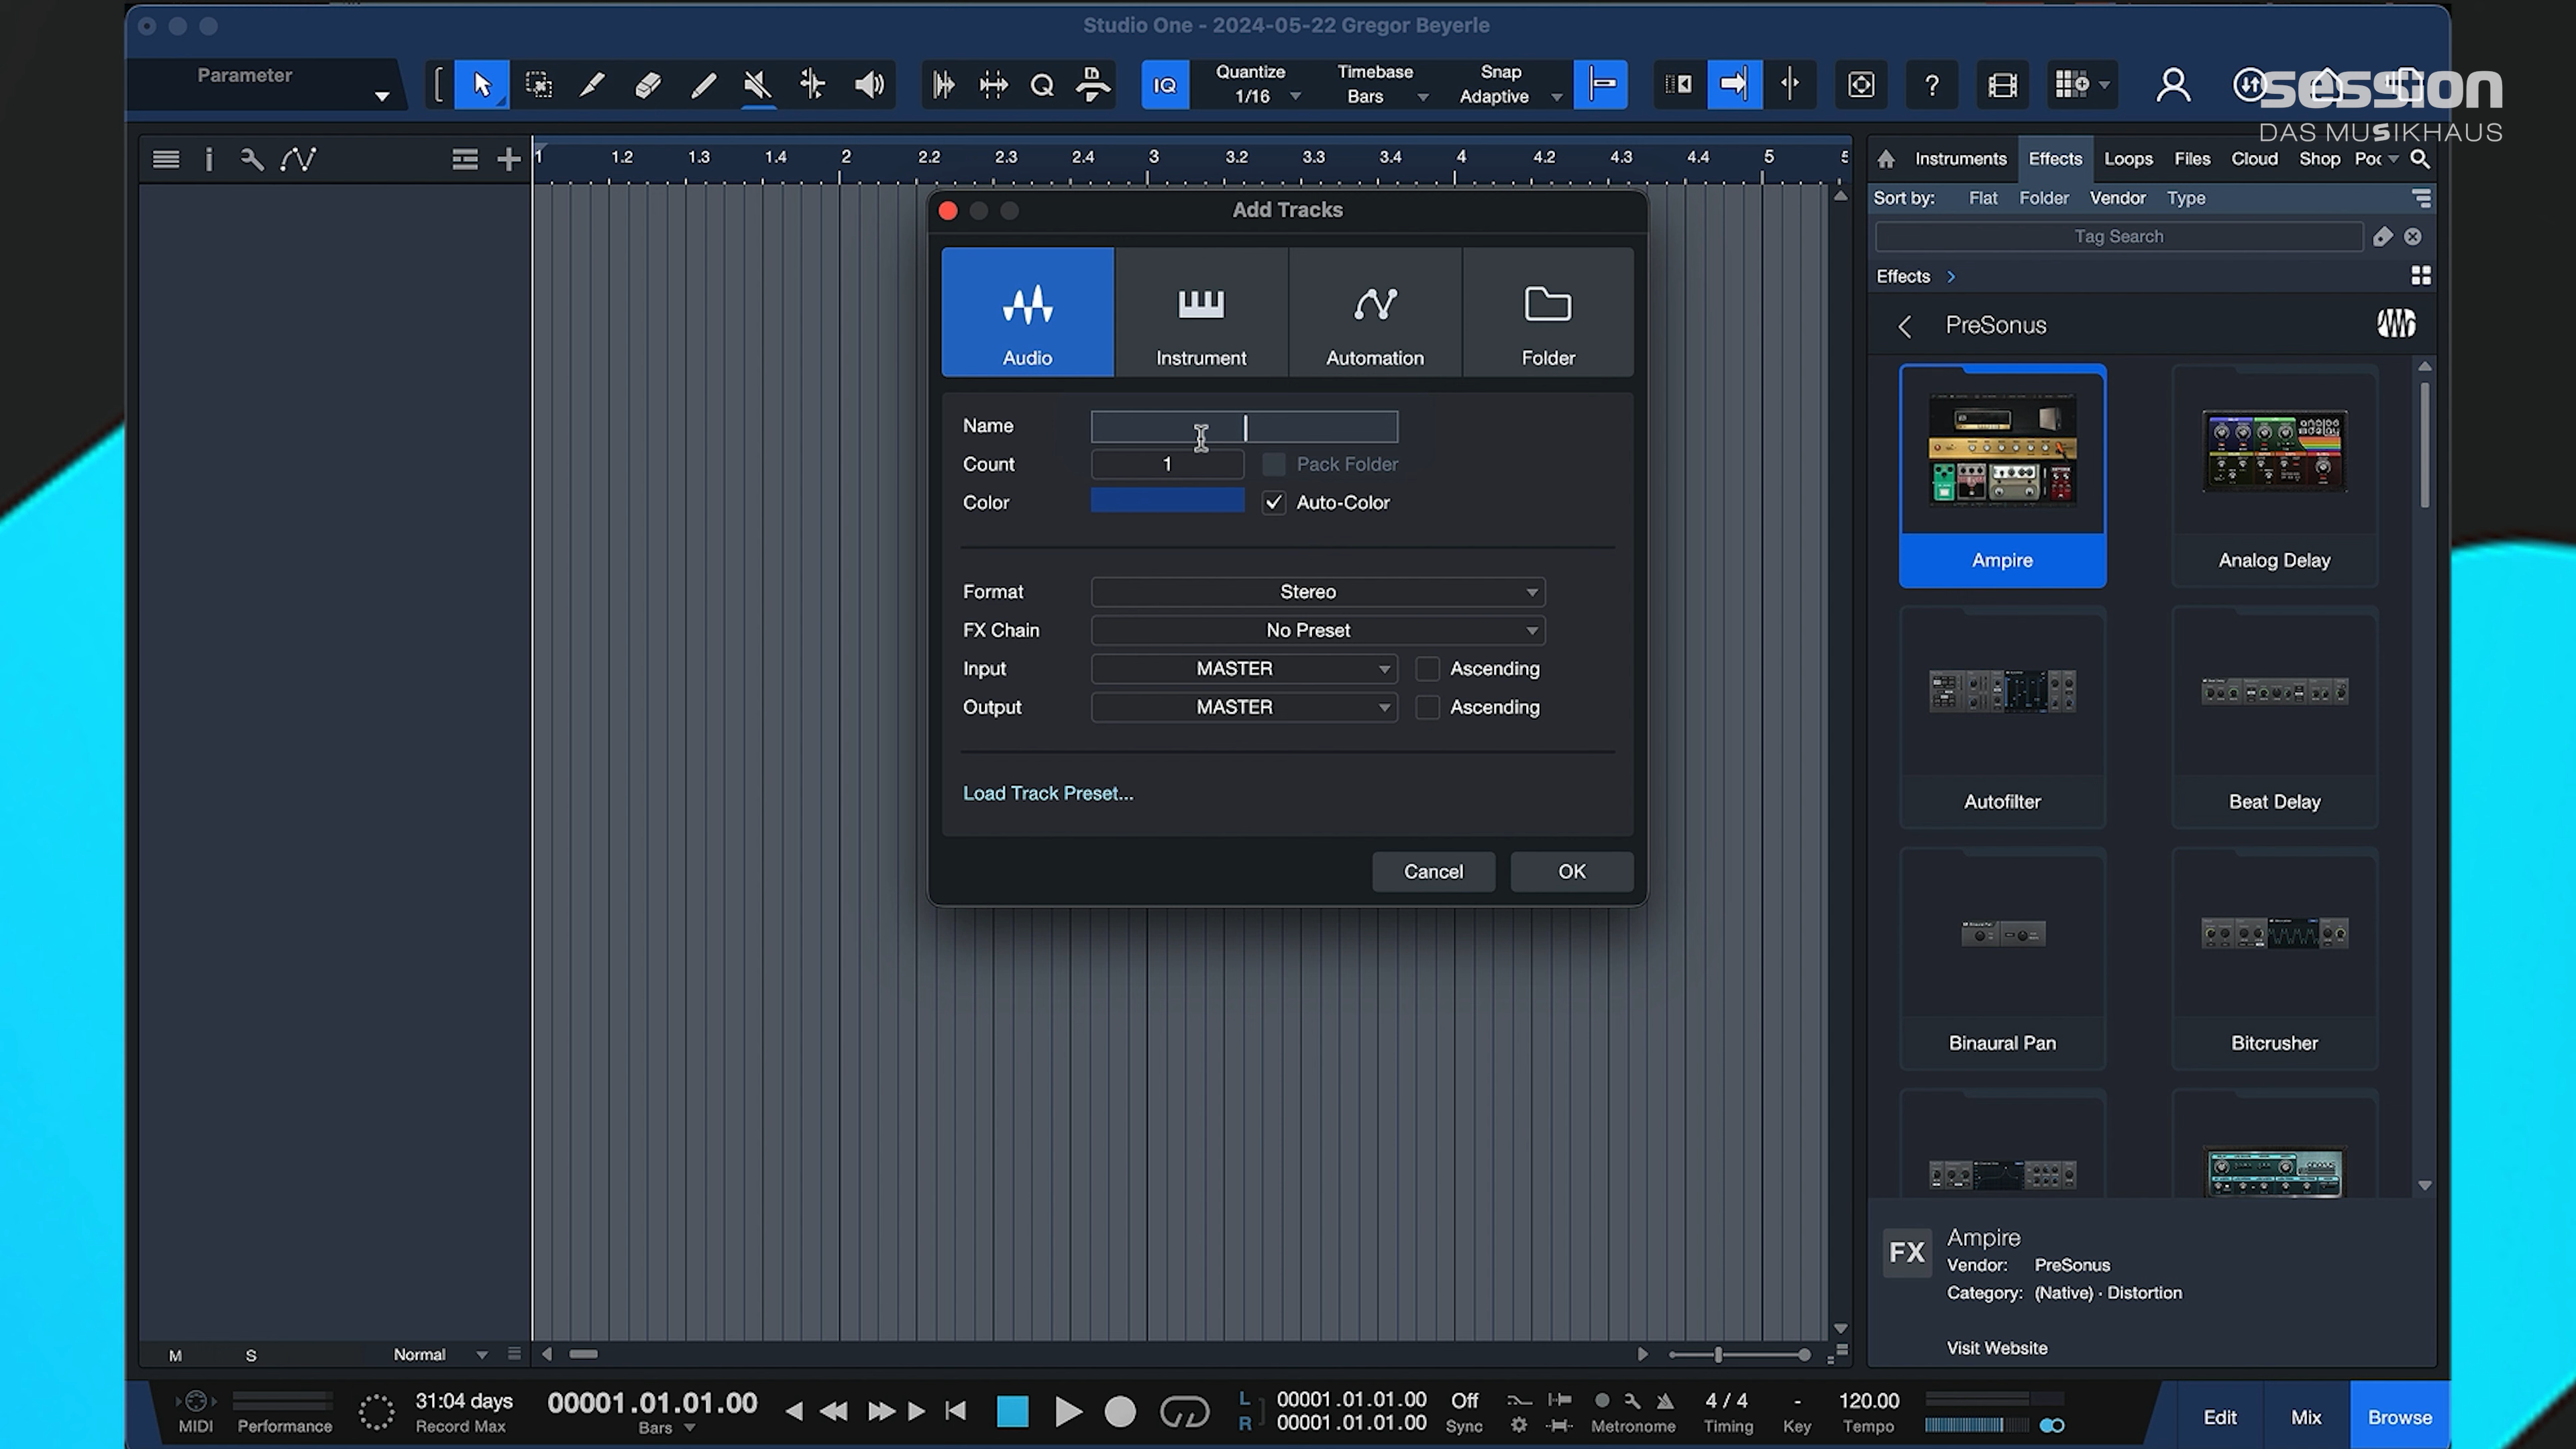 Studio One - 2024-05-22 Gregor Beyerle
Parameter
IQ
Quantize
1/16
Timebase
Bars
Snap
Adaptive
?
session
DAS MUSIKHAUS
1 1.2 1.3 1.4 2 2.2 2.3 2.4 3 3.2 3.3 3.4 4 4.2 4.3 4.4 5
Instruments Effects Loops Files Cloud Shop Poc
Sort by: Flat Folder Vendor Type
Tag Search
Effects
PreSonus
Ampire
Analog Delay
Autofilter
Beat Delay
Binaural Pan
Bitcrusher
FX
Ampire
Vendor: PreSonus
Category: (Native) · Distortion
Visit Website
Add Tracks
Audio
Instrument
Automation
Folder
Name
Count 1 Pack Folder
Color Auto-Color
Format Stereo
FX Chain No Preset
Input MASTER Ascending
Output MASTER Ascending
Load Track Preset...
Cancel OK
M S Normal
MIDI
Performance
31:04 days
Record Max
00001.01.01.00
Bars
L 00001.01.01.00
R 00001.01.01.00
Off
Sync
Metronome
4 / 4
Timing
-
Key
120.00
Tempo
Edit Mix Browse